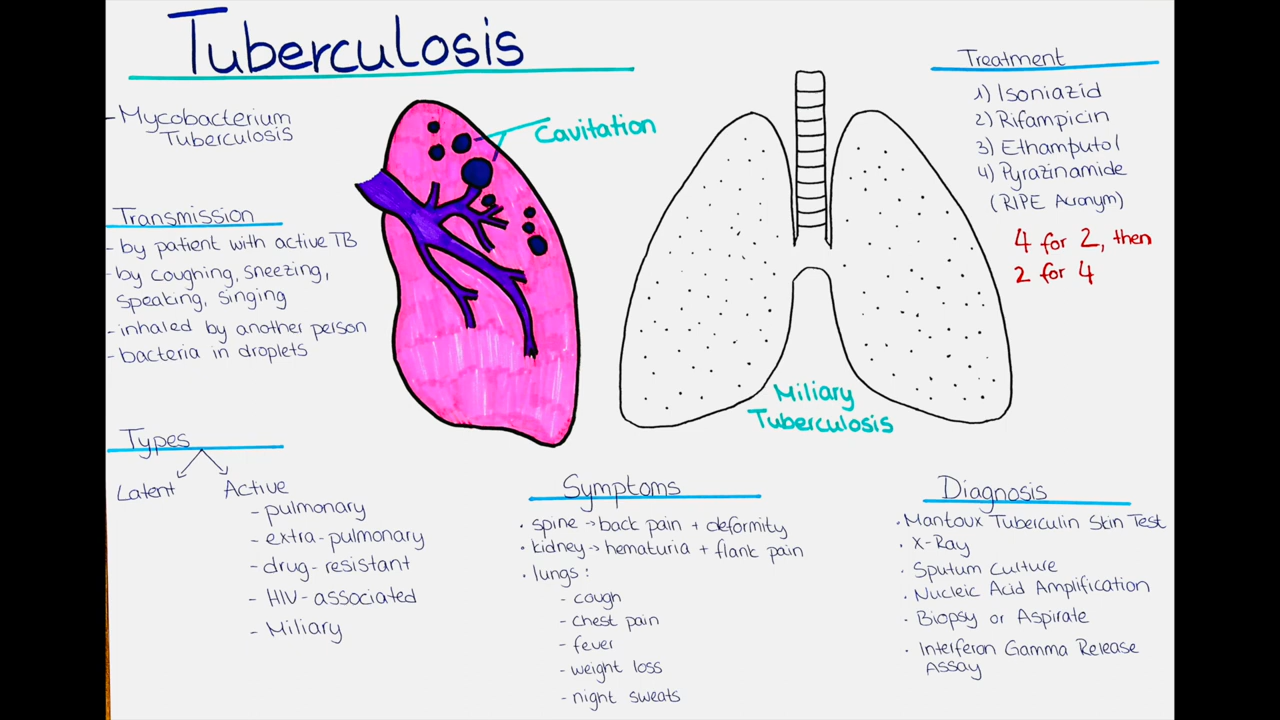 Tuberculosis
- Mycobacterium
Tuberculosis
Transmission
- by patient with active TB
- by coughing, sneezing,
speaking, singing
- inhaled by another person
- bacteria in droplets
Types
Latent
Active
- pulmonary
- extra-pulmonary
- drug-resistant
- HIV-associated
- Miliary
Cavitation
Miliary
Tuberculosis
Symptoms
• spine → back pain + deformity
• kidney → hematuria + flank pain
• lungs:
- cough
- chest pain
- fever
- weight loss
- night sweats
Treatment
1) Isoniazid
2) Rifampicin
3) Ethamputol
4) Pyrazinamide
(RIPE Acronym)
4 for 2, then
2 for 4
Diagnosis
• Mantoux Tuberculin Skin Test
• X-Ray
• Sputum Culture
• Nucleic Acid Amplification
• Biopsy or Aspirate
• Interferon Gamma Release
Assay